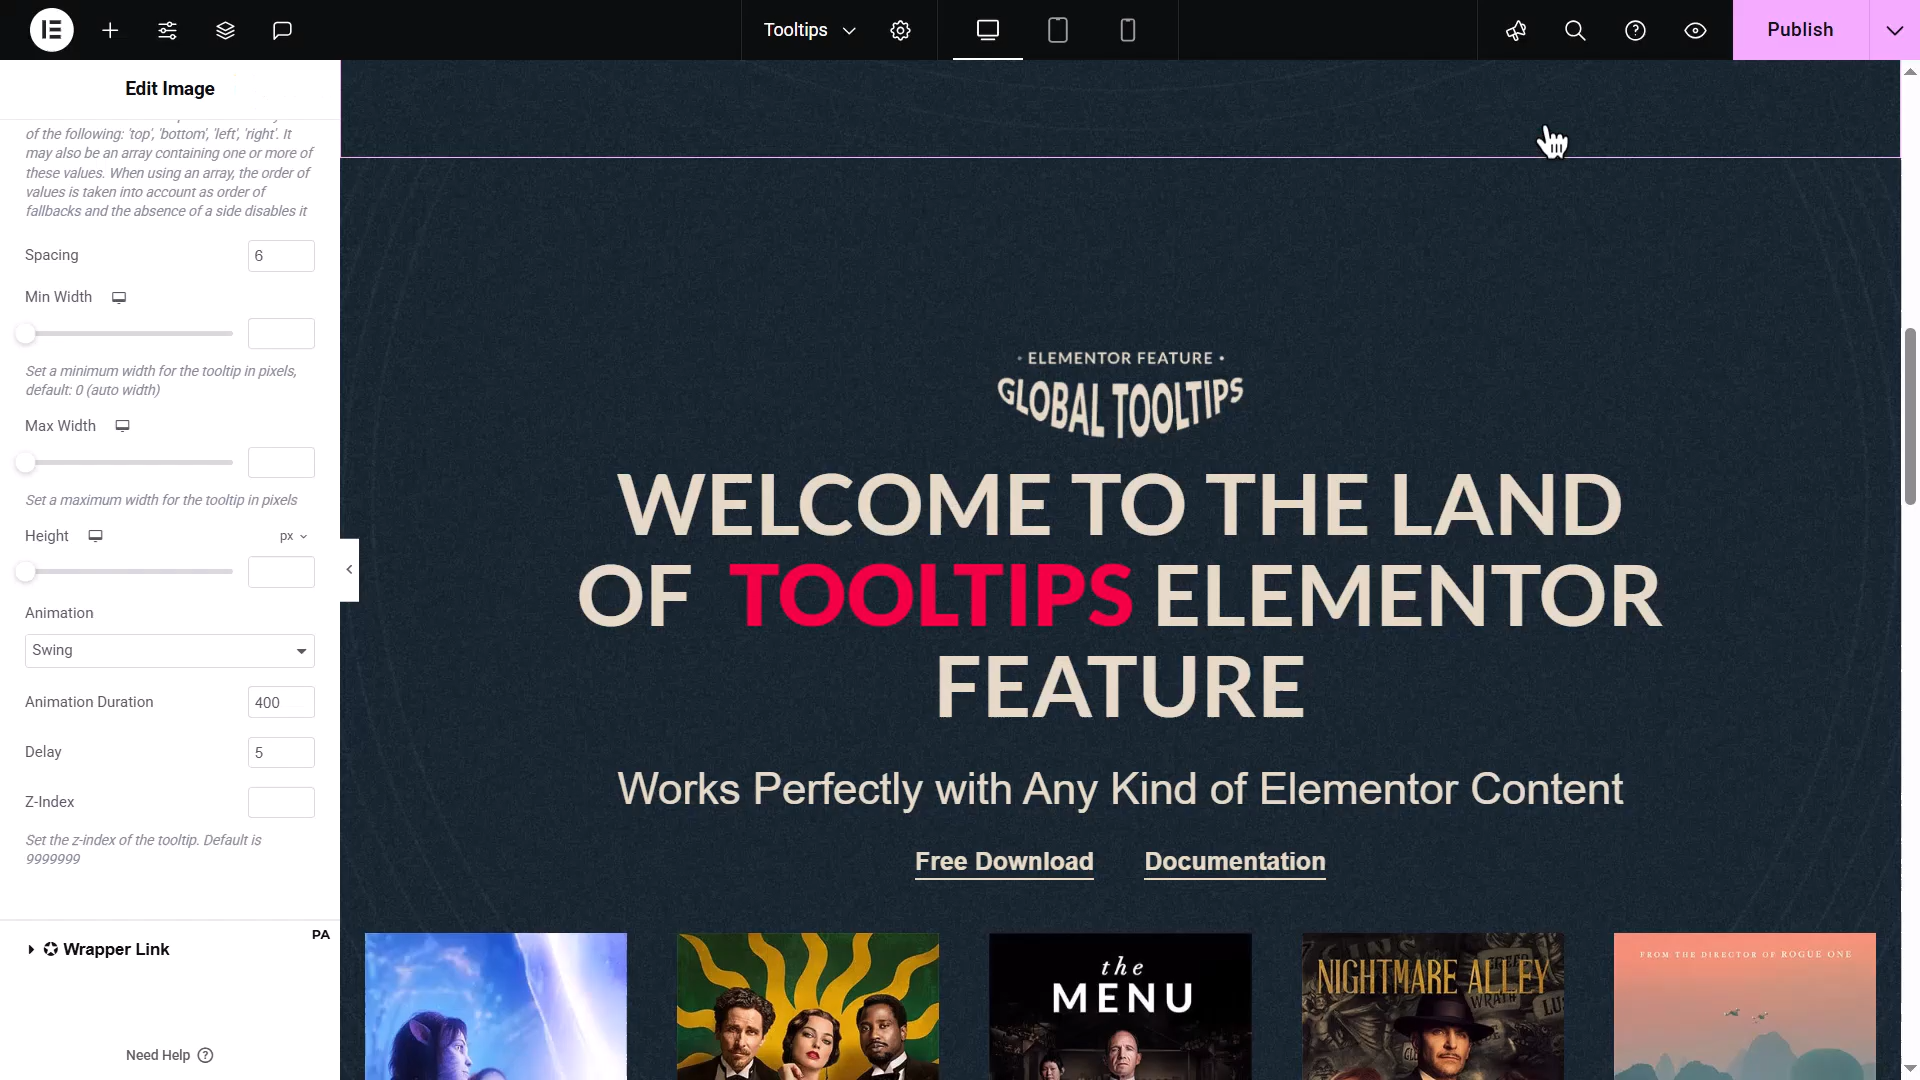 Tooltips
Publish
Edit Image
of the following: 'top', 'bottom', 'left', 'right'. It
may also be an array containing one or more of
these values. When using an array, the order of
values is taken into account as order of
fallbacks and the absence of a side disables it
Spacing
6
Min Width
Set a minimum width for the tooltip in pixels,
default: 0 (auto width)
Max Width
Set a maximum width for the tooltip in pixels
Height
px
Animation
Swing
Animation Duration
400
Delay
5
Z-Index
Set the z-index of the tooltip. Default is
9999999
PA
Wrapper Link
Need Help
• ELEMENTOR FEATURE •
GLOBAL TOOLTIPS
WELCOME TO THE LAND
OF TOOLTIPS ELEMENTOR
FEATURE
Works Perfectly with Any Kind of Elementor Content
Free Download
Documentation
the
MENU
NIGHTMARE ALLEY
WRATH
FROM THE DIRECTOR OF ROGUE ONE